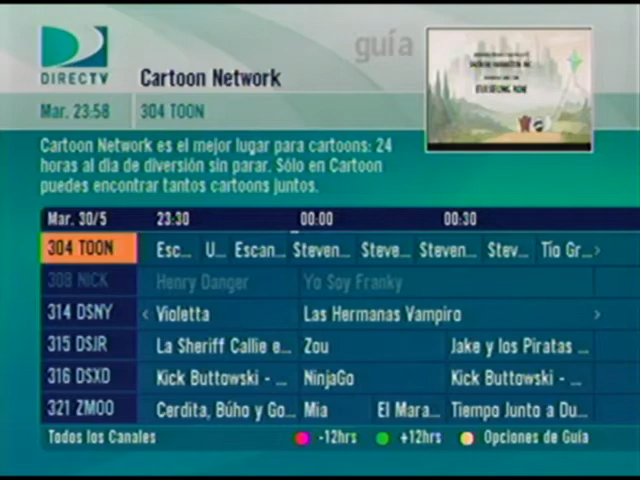 DIRECTV
guía
Cartoon Network
Mar. 23:58
304 TOON
Cartoon Network es el mejor lugar para cartoons: 24
horas al dia de diversión sin parar. Sólo en Cartoon
puedes encontrar tantos cartoons juntos.
Mar. 30/5 23:30 00:00 00:30
304 TOON Esc... U... Escan... Steven... Steve... Steven... Stev... Tío Gr... >
308 NICK Henry Danger Yo Soy Franky
314 DSNY < Violetta Las Hermanas Vampiro >
315 DSJR La Sheriff Callie e... Zou Jake y los Piratas ...
316 DSXD Kick Buttowski - ... NinjaGo Kick Buttowski - ...
321 ZMOO Cerdita, Búho y Go... Mia El Mara... Tiempo Junto a Du...
Todos los Canales -12hrs +12hrs Opciones de Guía